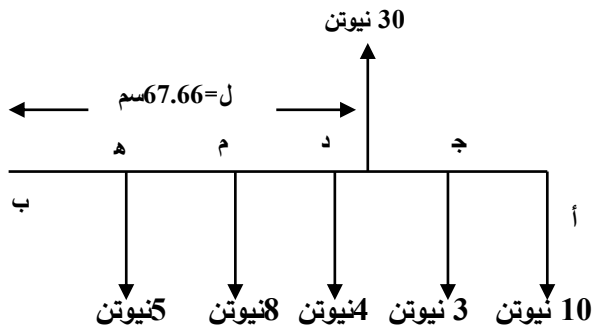 30 نيوتن
ل=67.66سم
ه م د ج
ب أ
5نيوتن 8نيوتن 4نيوتن 3 نيوتن 10 نيوتن